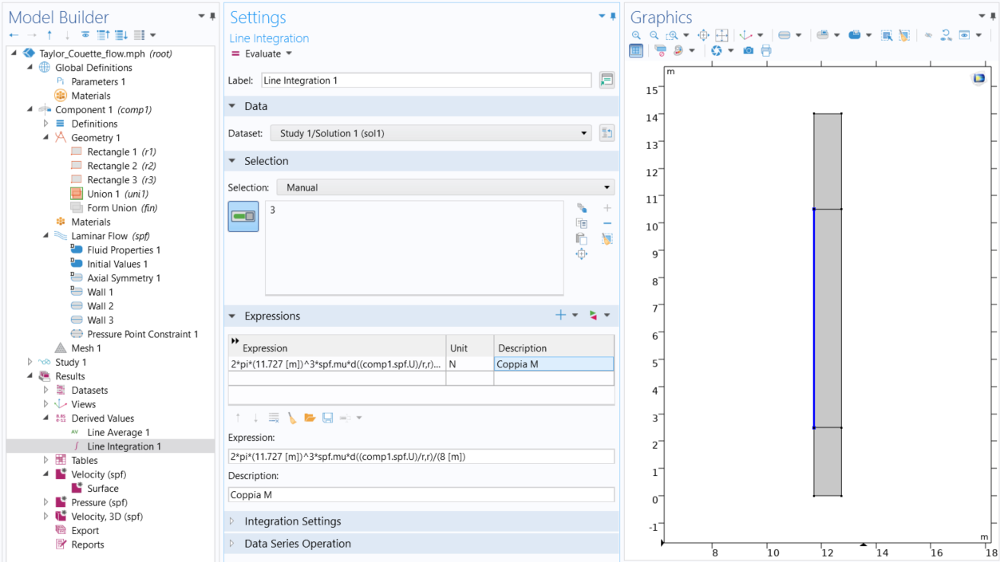 Model Builder
Taylor_Couette_flow.mph (root)
Global Definitions
Pi Parameters 1
Materials
Component 1 (comp1)
Definitions
Geometry 1
Rectangle 1 (r1)
Rectangle 2 (r2)
Rectangle 3 (r3)
Union 1 (uni1)
Form Union (fin)
Materials
Laminar Flow (spf)
D Fluid Properties 1
D Initial Values 1
D Axial Symmetry 1
D Wall 1
Wall 2
Wall 3
Pressure Point Constraint 1
Mesh 1
Study 1
Results
Datasets
Views
8.85
e-12 Derived Values
AV Line Average 1
∫ Line Integration 1
Tables
Velocity (spf)
Surface
Pressure (spf)
Velocity, 3D (spf)
Export
Reports
Settings
Line Integration
= Evaluate
Label: Line Integration 1
Data
Dataset: Study 1/Solution 1 (sol1)
Selection
Selection: Manual
3
Expressions
Expression Unit Description
2*pi*(11.727 [m])^3*spf.mu*d((comp1.spf.U)/r,r)... N Coppia M
Expression:
2*pi*(11.727 [m])^3*spf.mu*d((comp1.spf.U)/r,r)/(8 [m])
Description:
Coppia M
Integration Settings
Data Series Operation
Graphics
m
15
14
13
12
11
10
9
8
7
6
5
4
3
2
1
0
-1
m
8 10 12 14 16 18